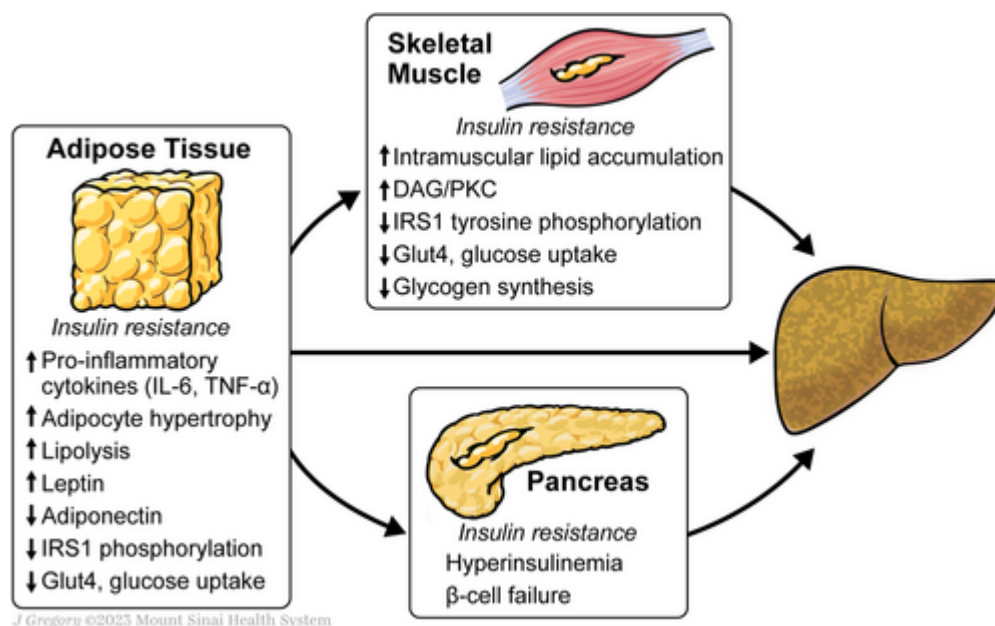 Adipose Tissue
Insulin resistance
↑Pro-inflammatory
cytokines (IL-6, TNF-α)
↑Adipocyte hypertrophy
↑Lipolysis
↑Leptin
↓Adiponectin
↓IRS1 phosphorylation
↓Glut4, glucose uptake
Skeletal
Muscle
Insulin resistance
↑Intramuscular lipid accumulation
↑DAG/PKC
↓IRS1 tyrosine phosphorylation
↓Glut4, glucose uptake
↓Glycogen synthesis
Pancreas
Insulin resistance
Hyperinsulinemia
β-cell failure
J Gregory ©2023 Mount Sinai Health System